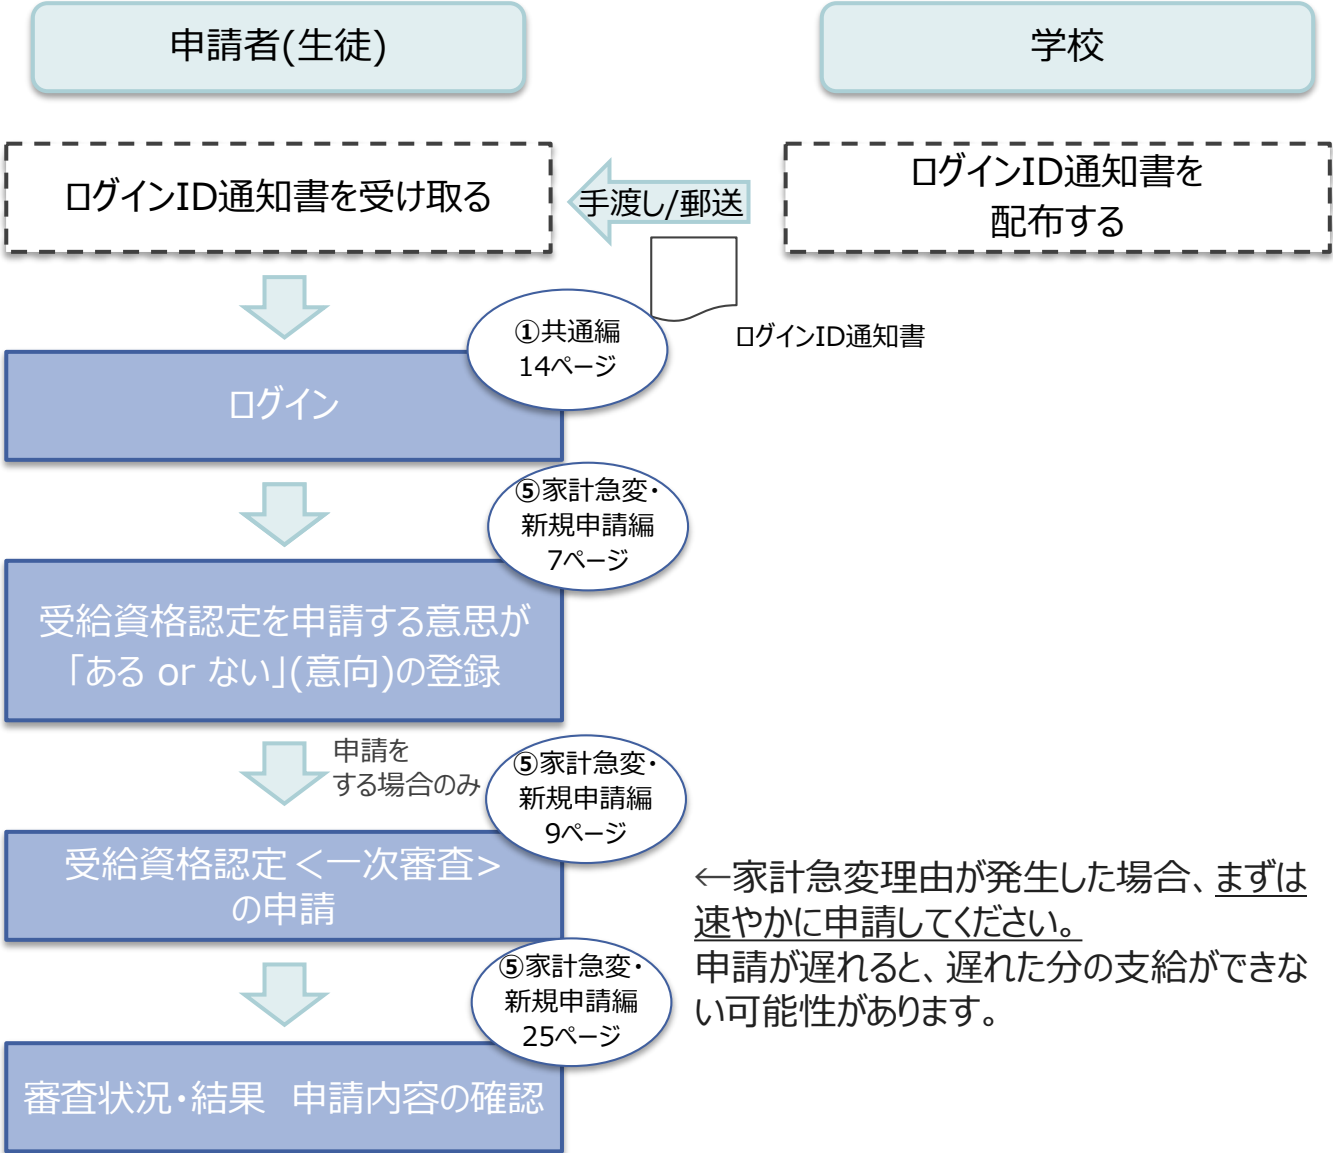 申請者(生徒)
学校
ログインID通知書を受け取る
手渡し/郵送
ログインID通知書を
配布する
ログインID通知書
①共通編
14ページ
ログイン
⑤家計急変・
新規申請編
7ページ
受給資格認定を申請する意思が
「ある or ない」(意向)の登録
申請を
する場合のみ
⑤家計急変・
新規申請編
9ページ
受給資格認定＜一次審査＞
の申請
←家計急変理由が発生した場合、まずは
速やかに申請してください。
申請が遅れると、遅れた分の支給ができな
い可能性があります。
⑤家計急変・
新規申請編
25ページ
審査状況・結果　申請内容の確認